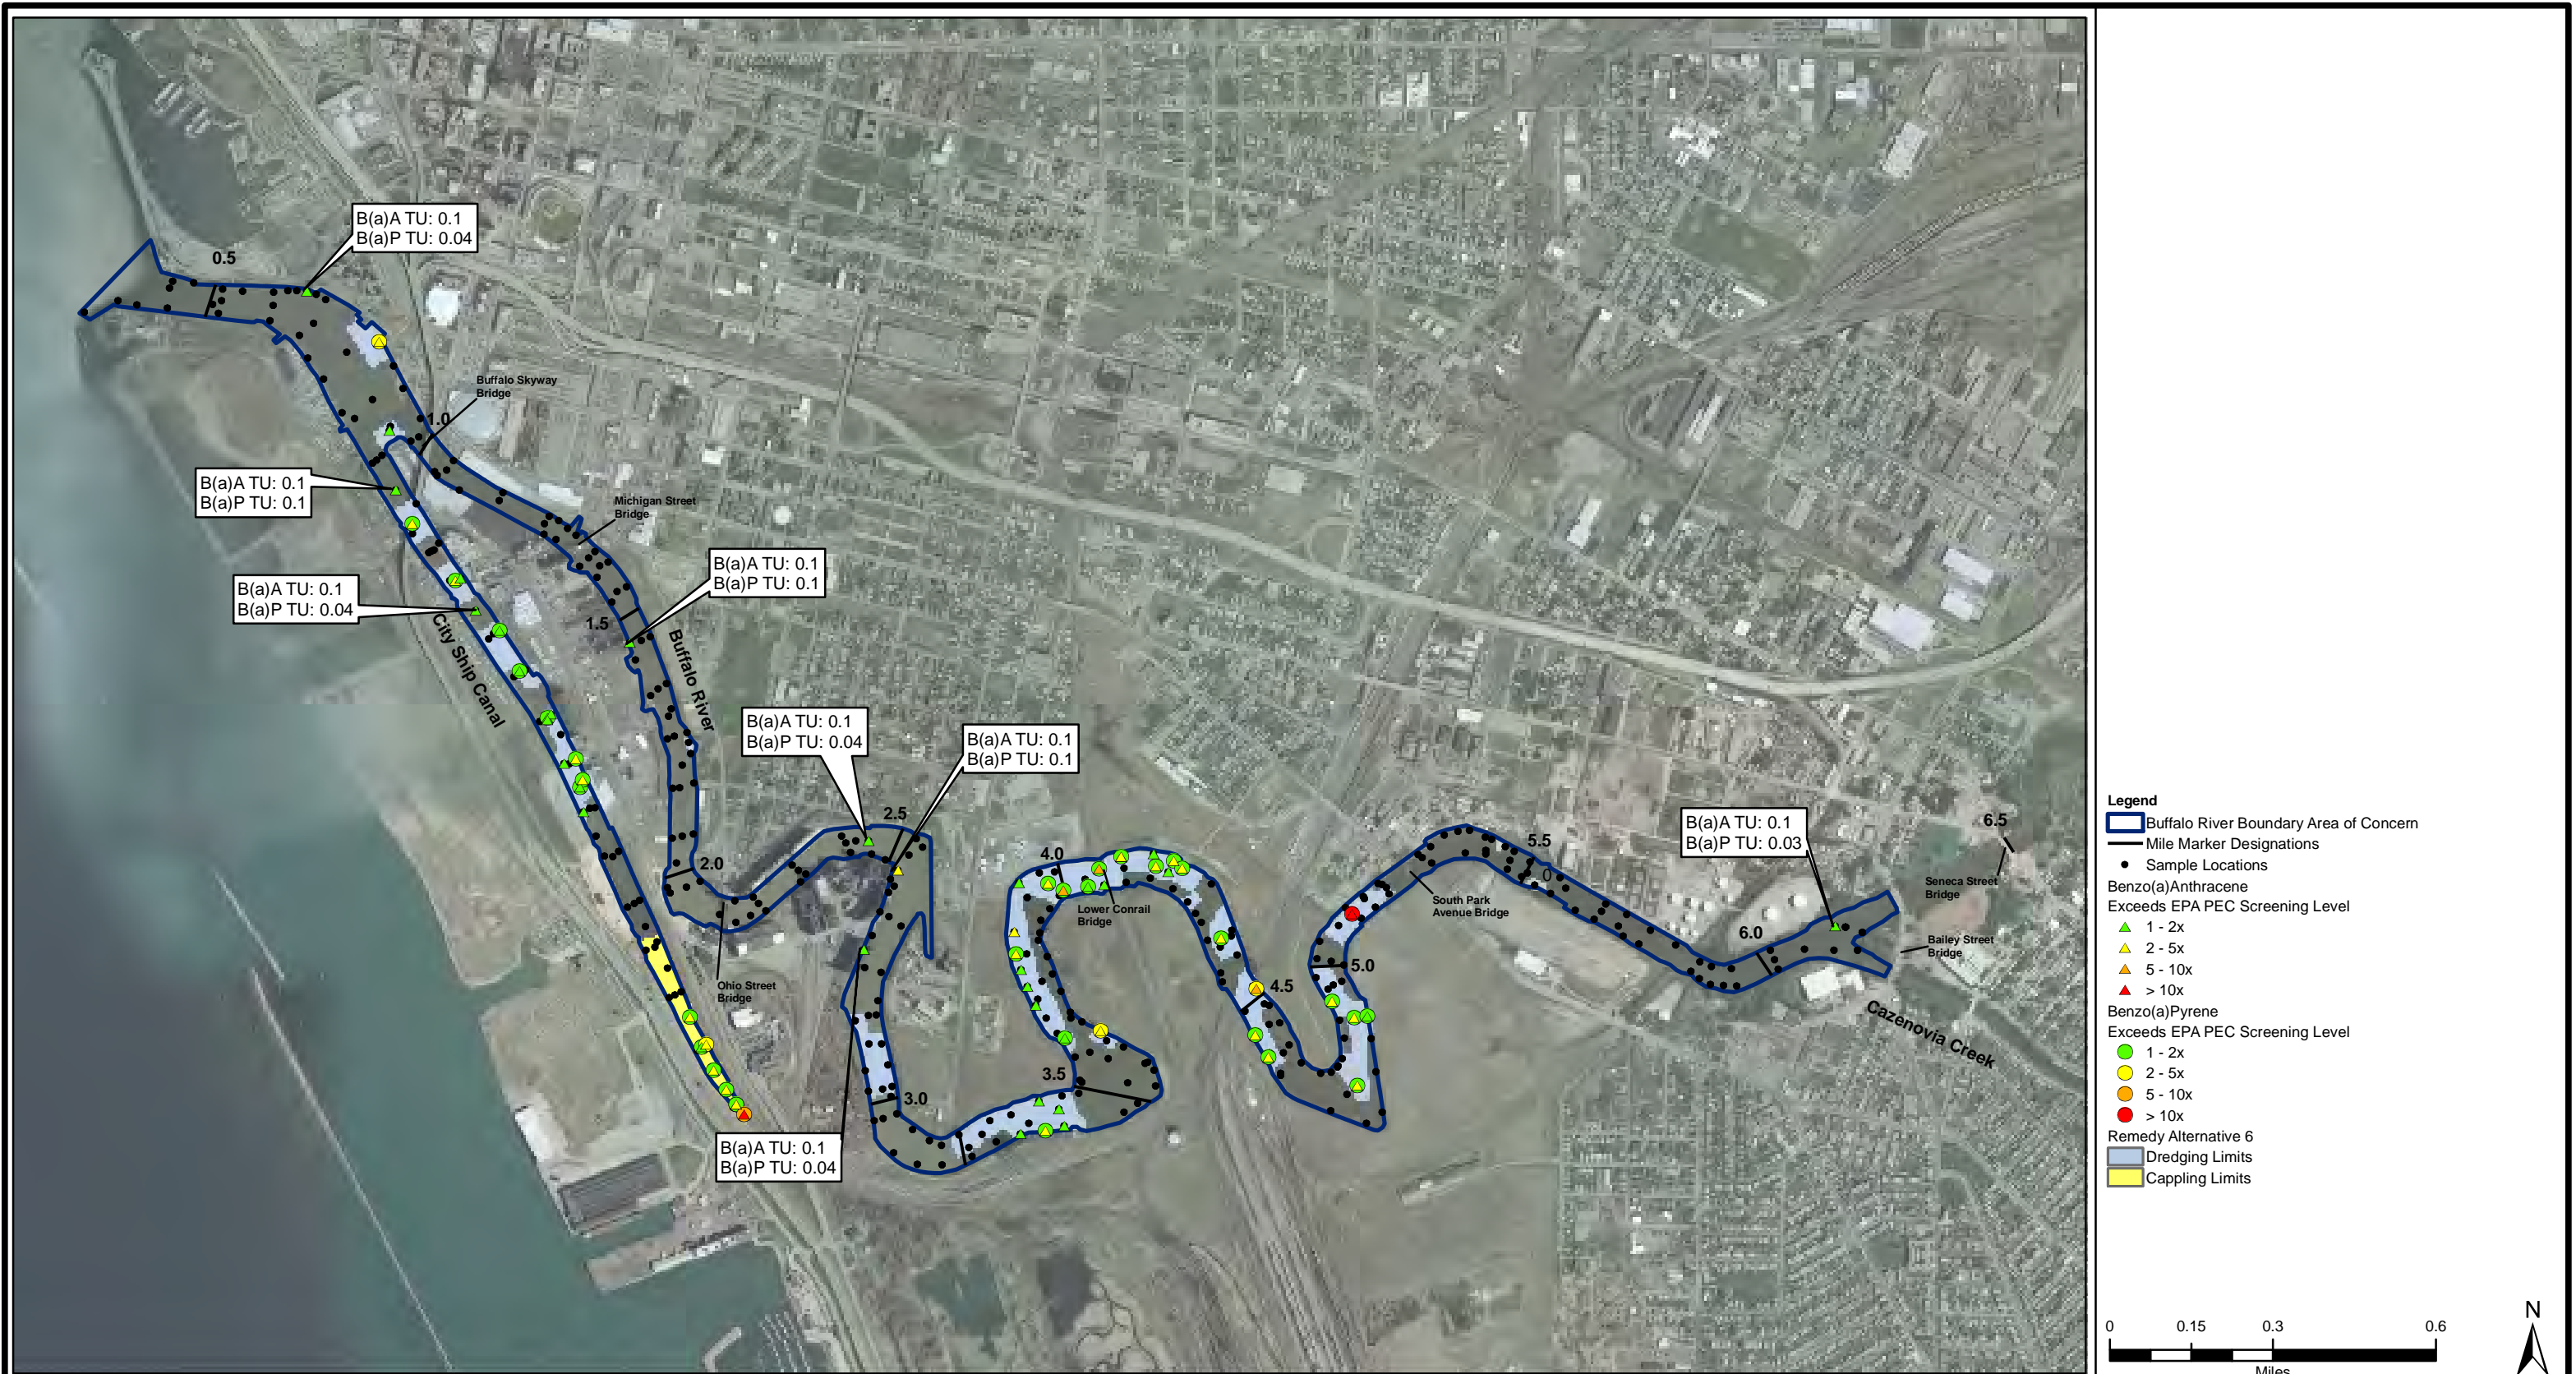 B(a)A TU: 0.1
B(a)P TU: 0.04
0.5
Buffalo Skyway
Bridge
1.0
B(a)A TU: 0.1
B(a)P TU: 0.1
Michigan Street
Bridge
B(a)A TU: 0.1
B(a)P TU: 0.1
B(a)A TU: 0.1
B(a)P TU: 0.04
1.5
City Ship Canal
Buffalo River
B(a)A TU: 0.1
B(a)P TU: 0.04
B(a)A TU: 0.1
B(a)P TU: 0.1
2.5
2.0
4.0
Lower Conrail
Bridge
5.5
0
South Park
Avenue Bridge
B(a)A TU: 0.1
B(a)P TU: 0.03
6.5
Seneca Street
Bridge
6.0
Bailey Street
Bridge
5.0
4.5
Ohio Street
Bridge
Cazenovia Creek
3.5
3.0
B(a)A TU: 0.1
B(a)P TU: 0.04
Legend
Buffalo River Boundary Area of Concern
Mile Marker Designations
Sample Locations
Benzo(a)Anthracene
Exceeds EPA PEC Screening Level
1 - 2x
2 - 5x
5 - 10x
> 10x
Benzo(a)Pyrene
Exceeds EPA PEC Screening Level
1 - 2x
2 - 5x
5 - 10x
> 10x
Remedy Alternative 6
Dredging Limits
Cappling Limits
N
0 0.15 0.3 0.6
Miles